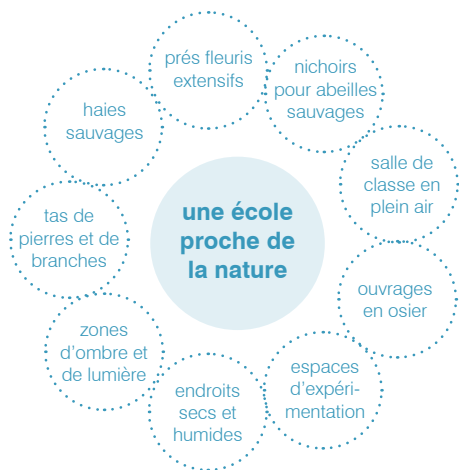 prés fleuris
extensifs
nichoirs
pour abeilles
sauvages
salle de
classe en
plein air
ouvrages
en osier
espaces
d’expéri-
mentation
endroits
secs et
humides
zones
d’ombre et
de lumière
tas de
pierres et de
branches
haies
sauvages
une école
proche de
la nature